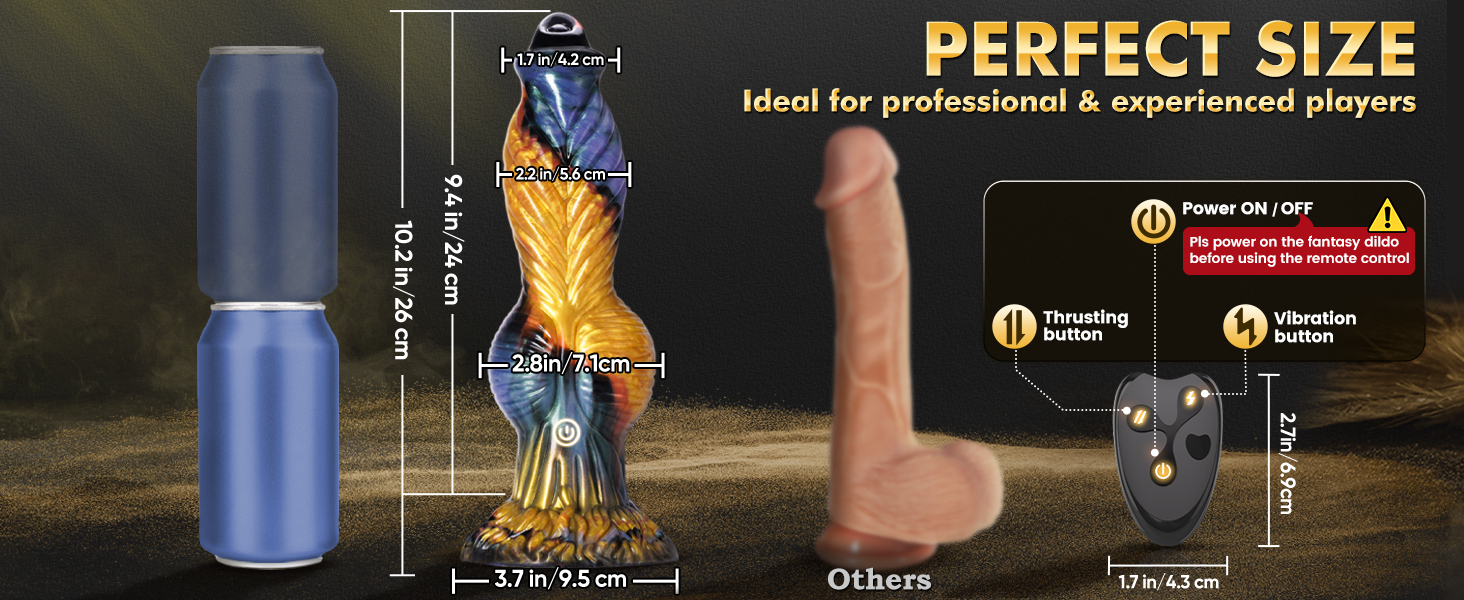 PERFECT SIZE
Ideal for professional & experienced players
1.7 in/4.2 cm
2.2 in/5.6 cm
9.4 in/24 cm
10.2 in/26 cm
2.8in/7.1cm
3.7 in/9.5 cm
Others
Power ON / OFF
Pls power on the fantasy dildo
before using the remote control
Thrusting
button
Vibration
button
2.7in/6.9cm
1.7 in/4.3 cm